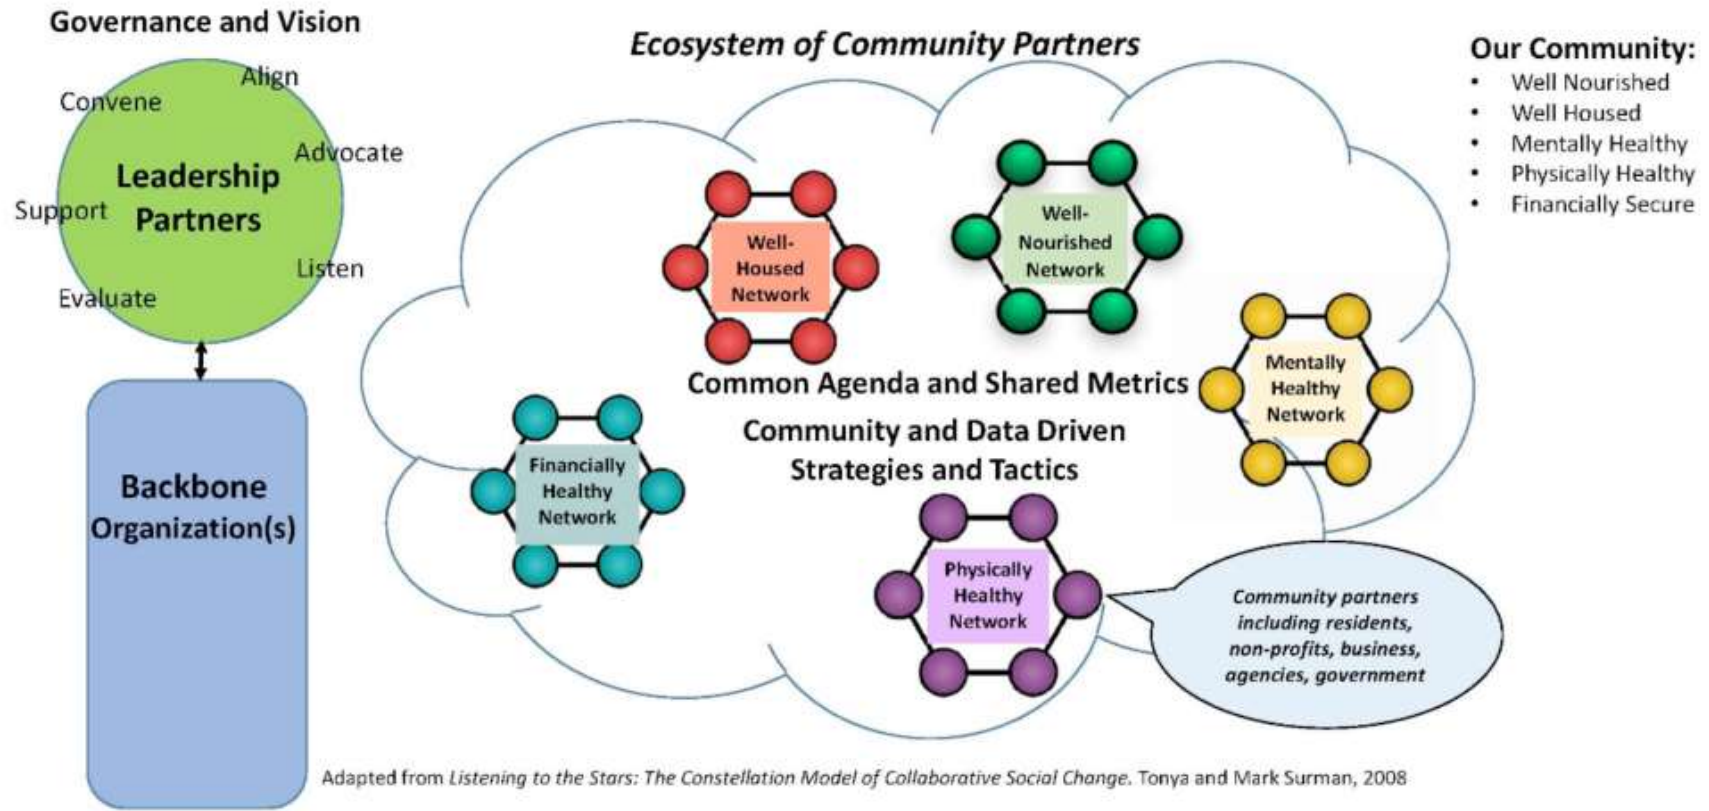 Governance and Vision
Align
Convene
Advocate
Leadership
Partners
Support
Listen
Evaluate
Backbone
Organization(s)
Ecosystem of Community Partners
Well-
Housed
Network
Well-
Nourished
Network
Mentally
Healthy
Network
Common Agenda and Shared Metrics
Community and Data Driven
Strategies and Tactics
Financially
Healthy
Network
Physically
Healthy
Network
Community partners
including residents,
non-profits, business,
agencies, government
Our Community:
• Well Nourished
• Well Housed
• Mentally Healthy
• Physically Healthy
• Financially Secure
Adapted from Listening to the Stars: The Constellation Model of Collaborative Social Change. Tonya and Mark Surman, 2008